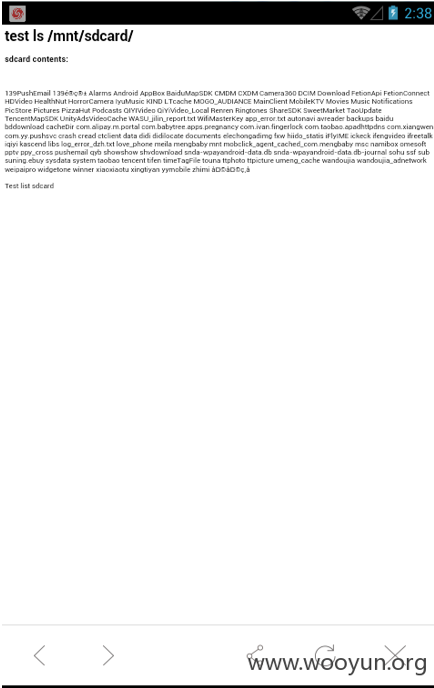 2:38
test ls /mnt/sdcard/
sdcard contents:
139PushEmail 139é®ç®± Alarms Android AppBox BaiduMapSDK CMDM CXDM Camera360 DCIM Download FetionApi FetionConnect
HDVideo HealthNut HorrorCamera IyuMusic KIND LTcache MOGO_AUDIANCE MainClient MobileKTV Movies Music Notifications
PicStore Pictures PizzaHut Podcasts QIYIVideo QiYiVideo_Local Renren Ringtones ShareSDK SweetMarket TaoUpdate
TencentMapSDK UnityAdsVideoCache WASU_jilin_report.txt WifiMasterKey app_error.txt autonavi avreader backups baidu
bddownload cacheDir com.alipay.m.portal com.babytree.apps.pregnancy com.ivan.fingerlock com.taobao.apadhttpdns com.xiangwen
com.yy.pushsvc crash cread ctclient data didi didilocate documents elechongadimg fxw hiido_statis iFlyIME ickeck ifengvideo ifreetalk
iqiyi kascend libs log_error_dzh.txt love_phone meila mengbaby mnt mobclick_agent_cached_com.mengbaby msc namibox omesoft
pptv ppy_cross pushemail qyb showshow shvdownload snda-wpayandroid-data.db snda-wpayandroid-data.db-journal sohu ssf sub
suning.ebuy sysdata system taobao tencent tifen timeTagFile touna ttphoto ttpicture umeng_cache wandoujia wandoujia_adnetwork
weipaipro widgetone winner xiaoxiaotu xingtiyan yymobile zhimi
Test list sdcard
www.wooyun.org